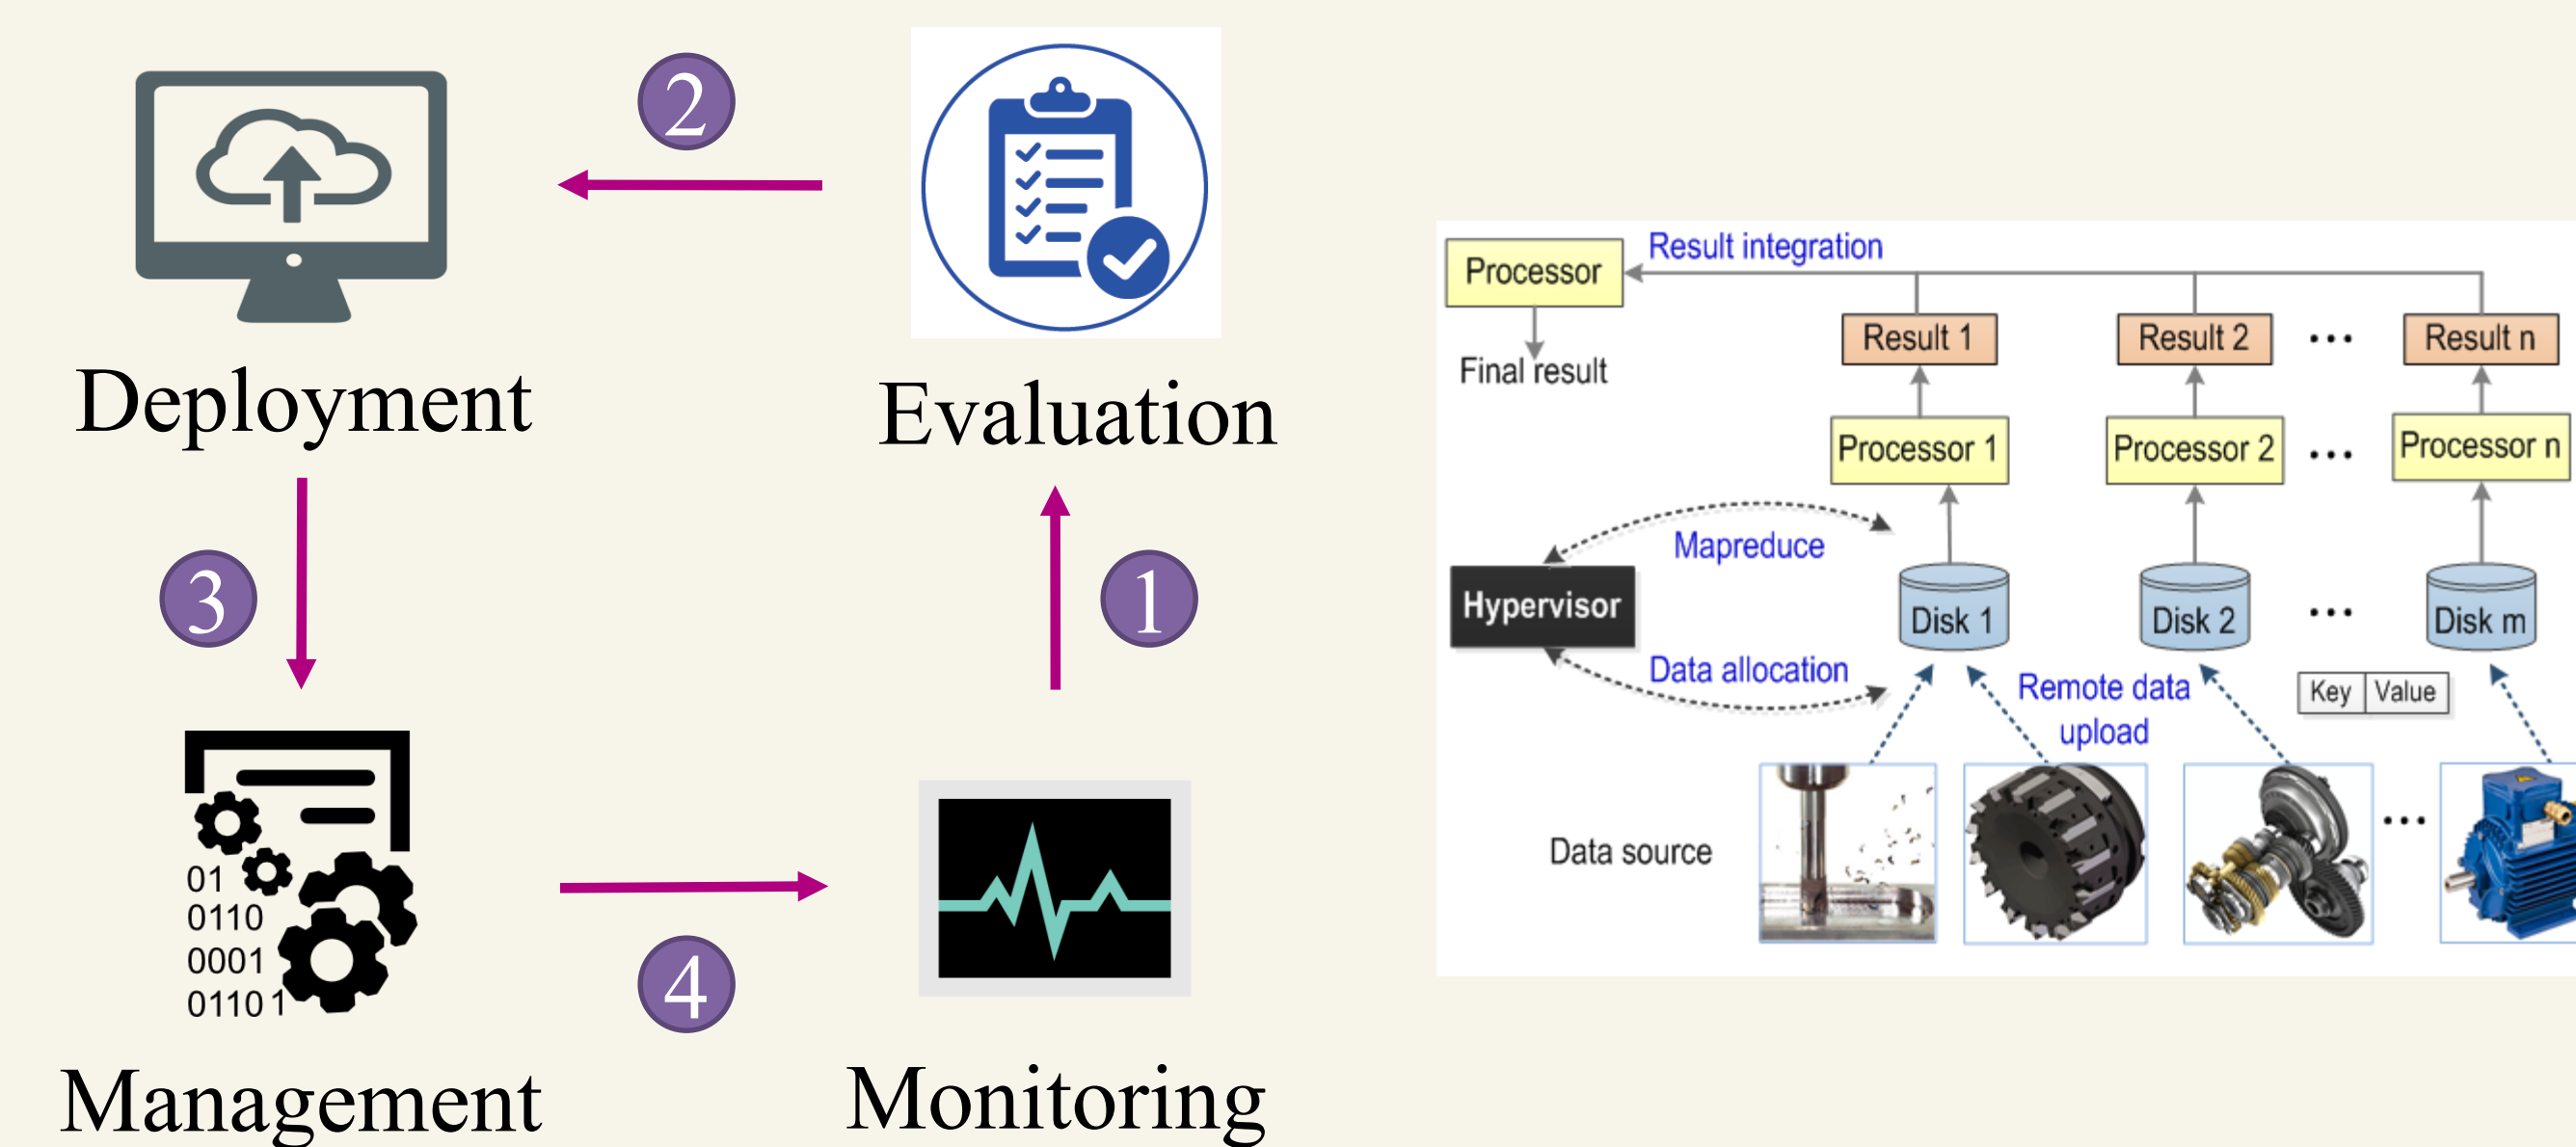 2
Deployment
Evaluation
3
1
01
0110
0001
0110 1
4
Management
Monitoring
Processor
Result integration
Final result
Result 1
Result 2
...
Result n
Processor 1
Processor 2
...
Processor n
Mapreduce
Hypervisor
Disk 1
Disk 2
...
Disk m
Data allocation
Remote data
upload
Key Value
Data source
...